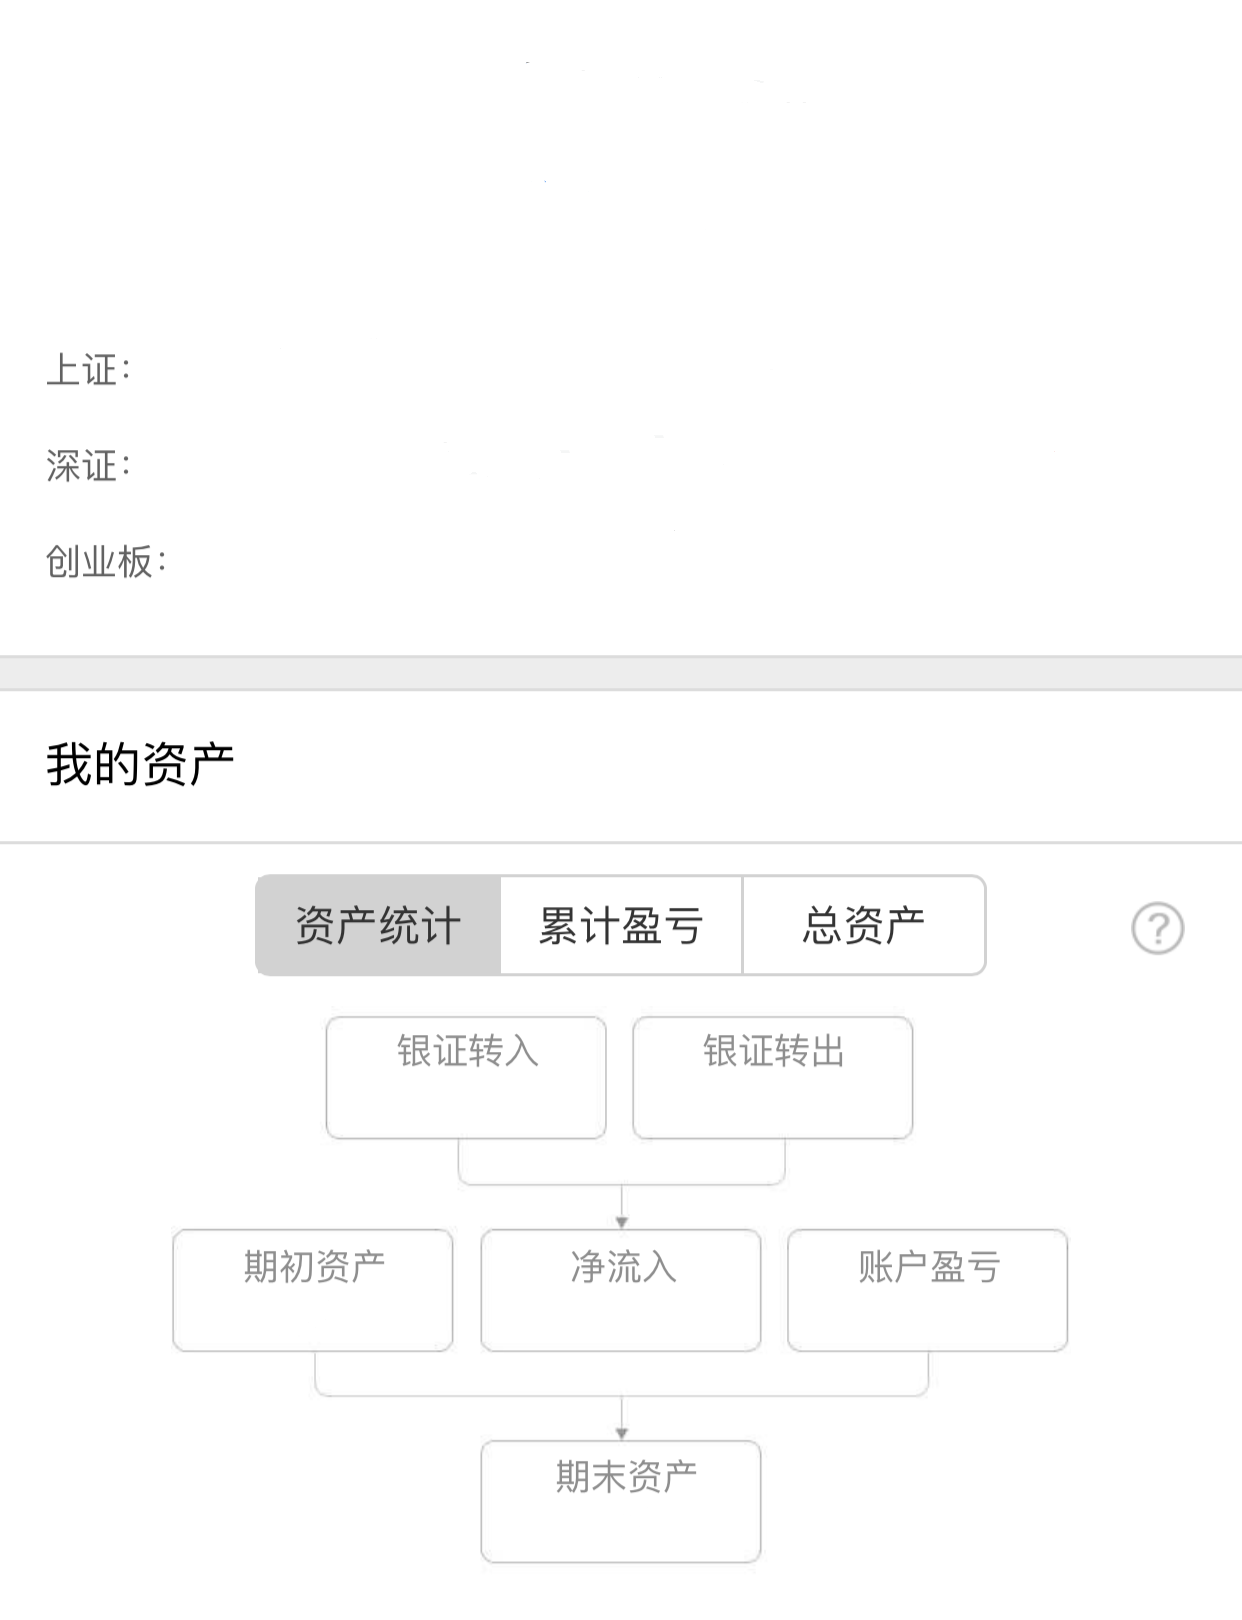 上证：
深证：
创业板：
我的资产
资产统计 累计盈亏 总资产 ?
银证转入 银证转出
期初资产 净流入 账户盈亏
期末资产